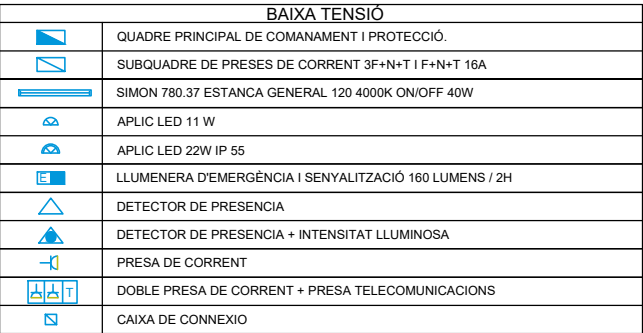 BAIXA TENSIÓ
QUADRE PRINCIPAL DE COMANAMENT I PROTECCIÓ.
SUBQUADRE DE PRESES DE CORRENT 3F+N+T I F+N+T 16A
SIMON 780.37 ESTANCA GENERAL 120 4000K ON/OFF 40W
APLIC LED 11 W
APLIC LED 22W IP 55
E LLUMENERA D'EMERGÈNCIA I SENYALITZACIÓ 160 LUMENS / 2H
DETECTOR DE PRESENCIA
DETECTOR DE PRESENCIA + INTENSITAT LLUMINOSA
PRESA DE CORRENT
T DOBLE PRESA DE CORRENT + PRESA TELECOMUNICACIONS
CAIXA DE CONNEXIO